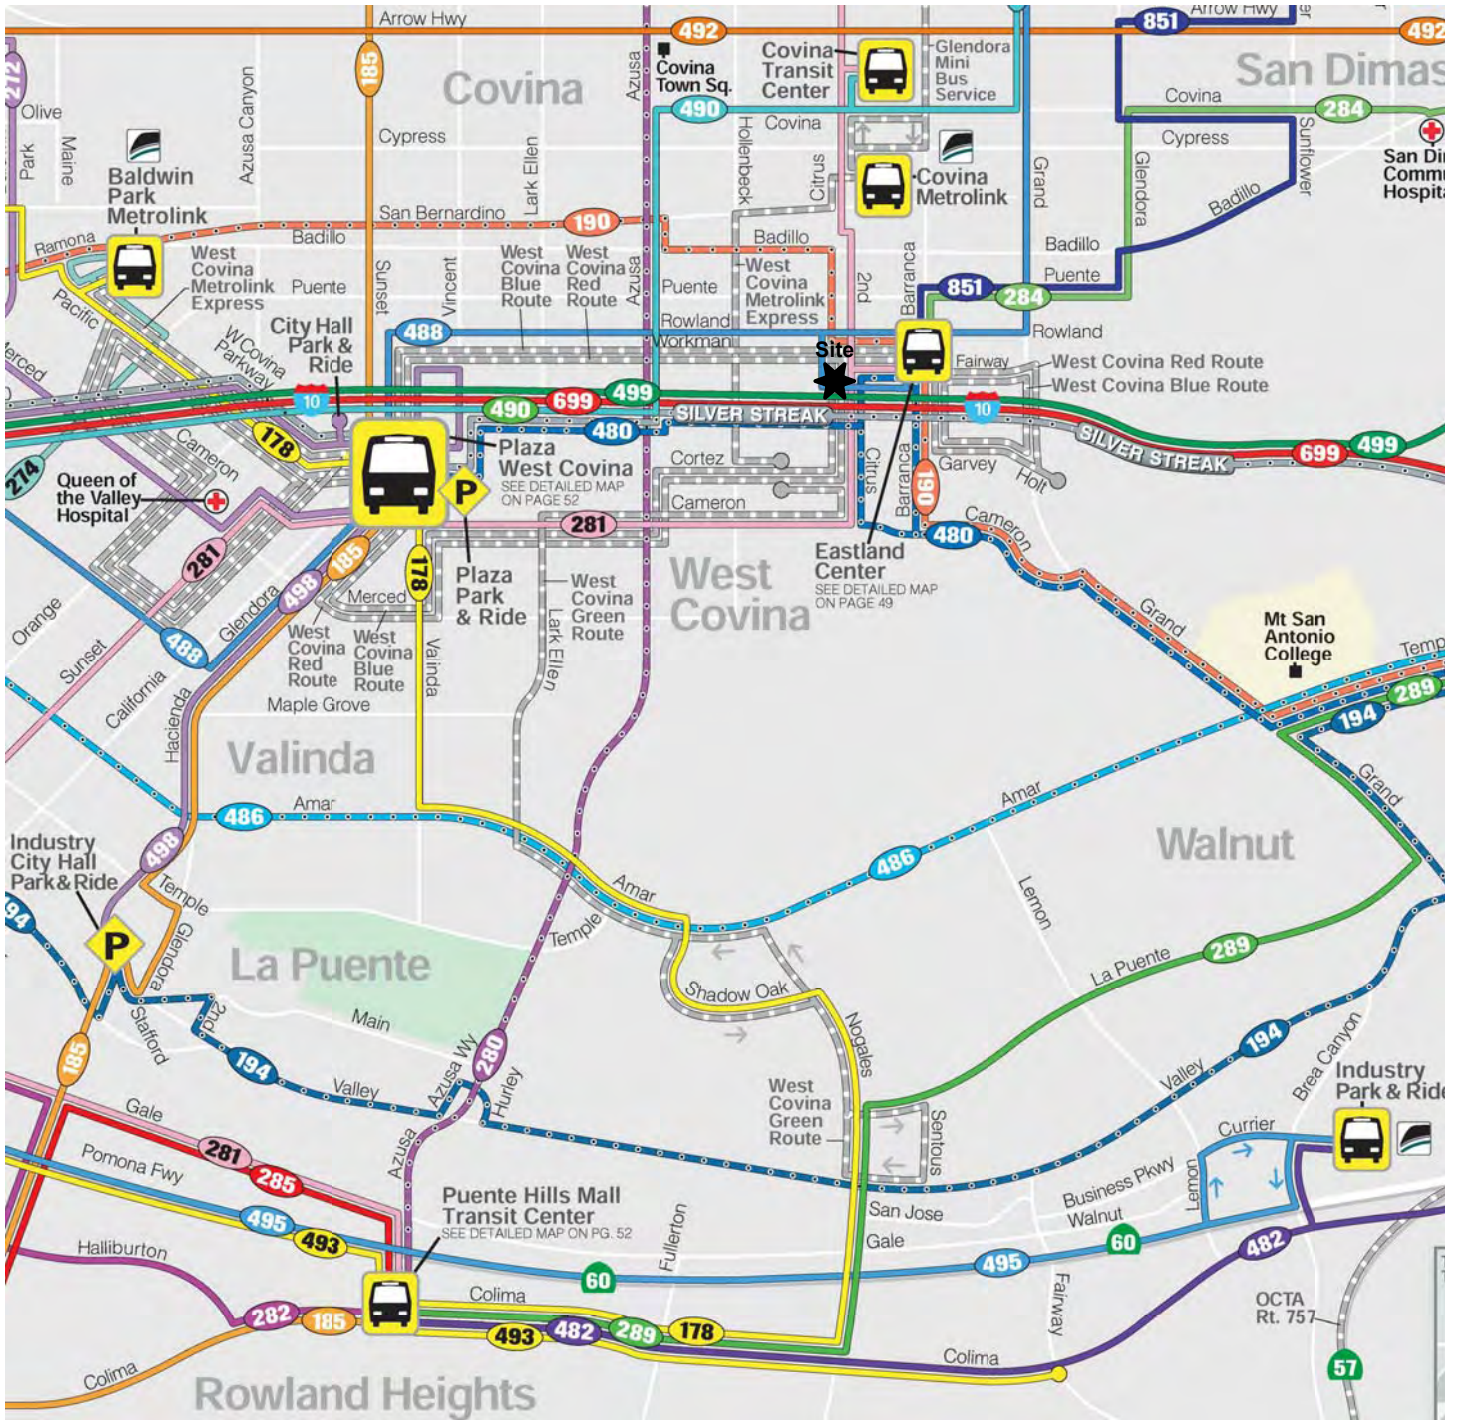 Arrow Hwy
492
851
Arrow Hwy
492
272
185
Azusa Canyon
Covina
Azusa
Covina
Town Sq.
490
Covina
Transit
Center
Glendora
Mini
Bus
Service
San Dimas
Covina
284
Olive
Park
Maine
Cypress
Lark Ellen
Hollenbeck
Covina
Citrus
Grand
Glendora
Cypress
Sunflower
San Di
Commu
Hospita
Baldwin
Park
Metrolink
Covina
Metrolink
San Bernardino
190
Badillo
Badillo
Badillo
Badillo
Ramona
West
Covina
Metrolink
Express
Puente
Sunset
Vincent
West
Covina
Blue
Route
West
Covina
Red
Route
Azusa
Puente
West
Covina
Metrolink
Express
2nd
Barranca
Puente
851
284
Pacific
City Hall
Park &
Ride
488
Rowland
Workman
Rowland
Merced
W Covina
Parkway
Site
Fairway
West Covina Red Route
West Covina Blue Route
10
490
699
499
SILVER STREAK
10
480
SILVER STREAK
699
499
178
Cameron
274
Queen of
the Valley
Hospital
Plaza
West Covina
SEE DETAILED MAP
ON PAGE 52
P
Cortez
Cameron
Citrus
Barranca
190
Garvey
Holt
281
480
Cameron
281
498
185
178
Plaza
Park
& Ride
West
Covina
Green
Route
Lark Ellen
West
Covina
Eastland
Center
SEE DETAILED MAP
ON PAGE 49
Orange
Glendora
Merced
488
West
Covina
Red
Route
West
Covina
Blue
Route
Valinda
Grand
Mt San
Antonio
College
Temp
289
194
Sunset
California
Hacienda
Maple Grove
Valinda
486
Amar
Amar
Grand
Industry
City Hall
Park & Ride
498
486
Walnut
Temple
Amar
Lemon
194
P
Glendora
La Puente
Temple
289
La Puente
Shadow Oak
Stafford
2nd
Main
Nogales
185
194
Valley
Azusa Wy
280
Hurley
194
Valley
Brea Canyon
Industry
Park & Ride
West
Covina
Green
Route
Sentous
Gale
281
285
Azusa
Currier
Pomona Fwy
Puente Hills Mall
Transit Center
SEE DETAILED MAP ON PG. 52
Business Pkwy
Lemon
Walnut
San Jose
Gale
495
493
Fullerton
60
495
60
482
Halliburton
Colima
Fairway
OCTA
Rt. 757
282
185
493
482
289
178
Colima
Colima
57
Rowland Heights